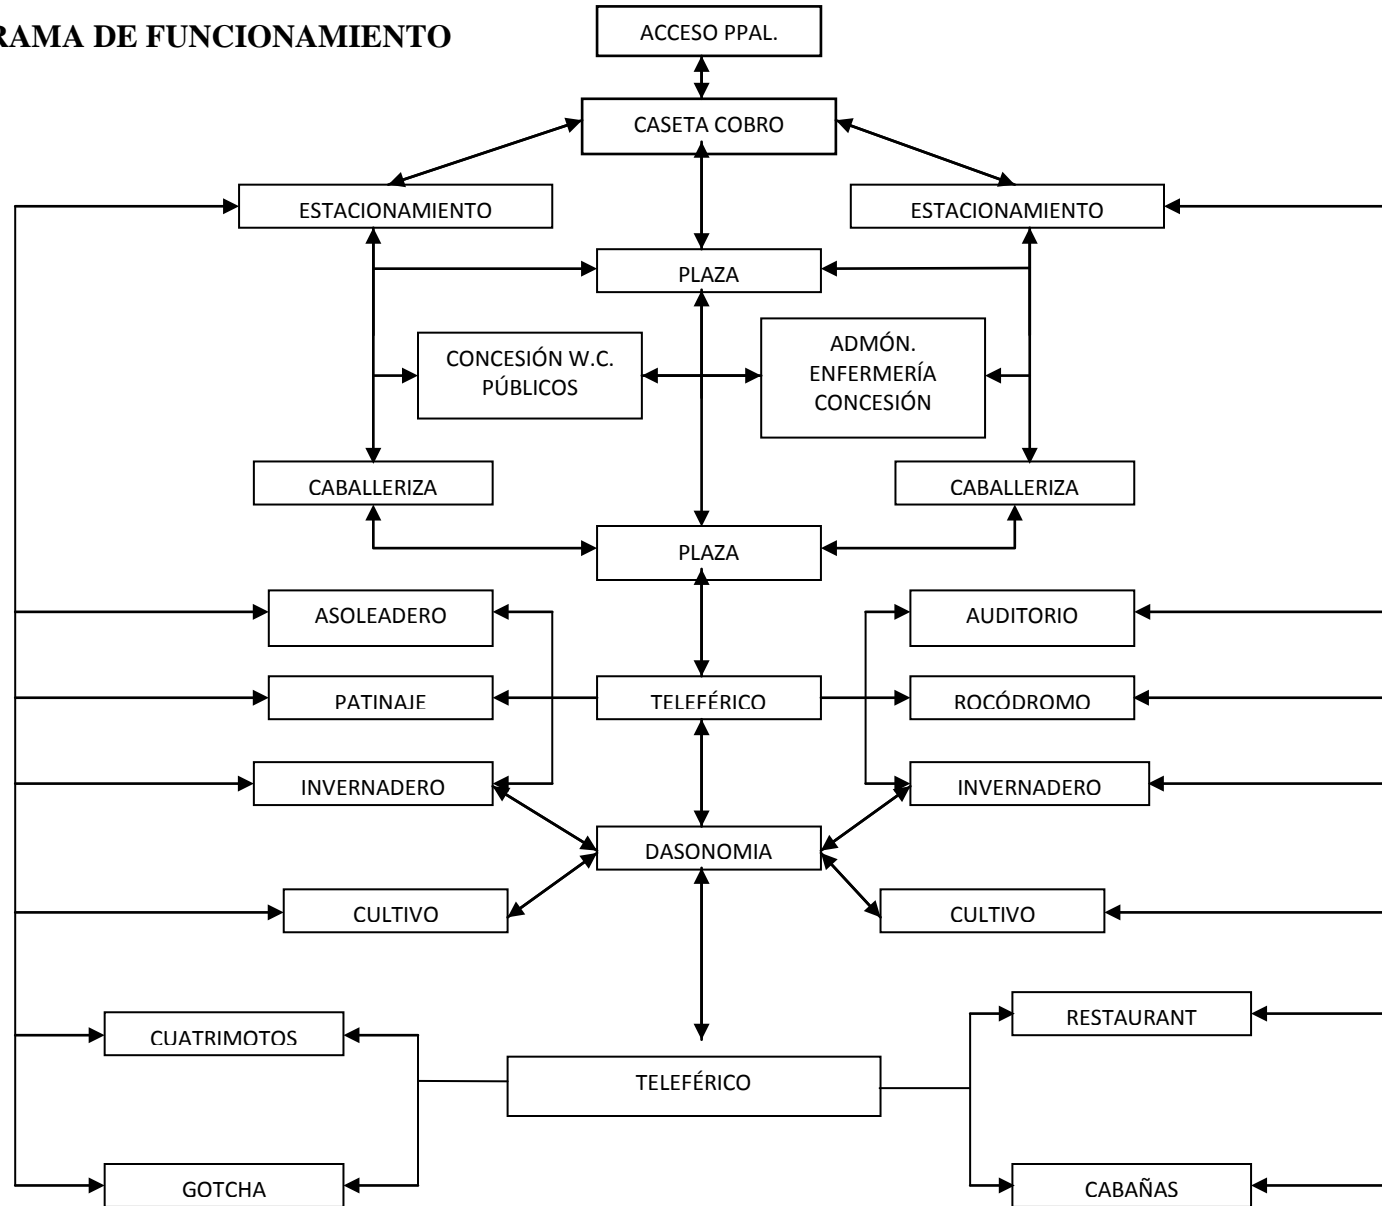 RAMA DE FUNCIONAMIENTO
ACCESO PPAL.
CASETA COBRO
ESTACIONAMIENTO
ESTACIONAMIENTO
PLAZA
CONCESIÓN W.C.
PÚBLICOS
ADMÓN.
ENFERMERÍA
CONCESIÓN
CABALLERIZA
CABALLERIZA
PLAZA
ASOLEADERO
AUDITORIO
PATINAJE
TELEFÉRICO
ROCÓDROMO
INVERNADERO
INVERNADERO
DASONOMIA
CULTIVO
CULTIVO
CUATRIMOTOS
RESTAURANT
TELEFÉRICO
GOTCHA
CABAÑAS